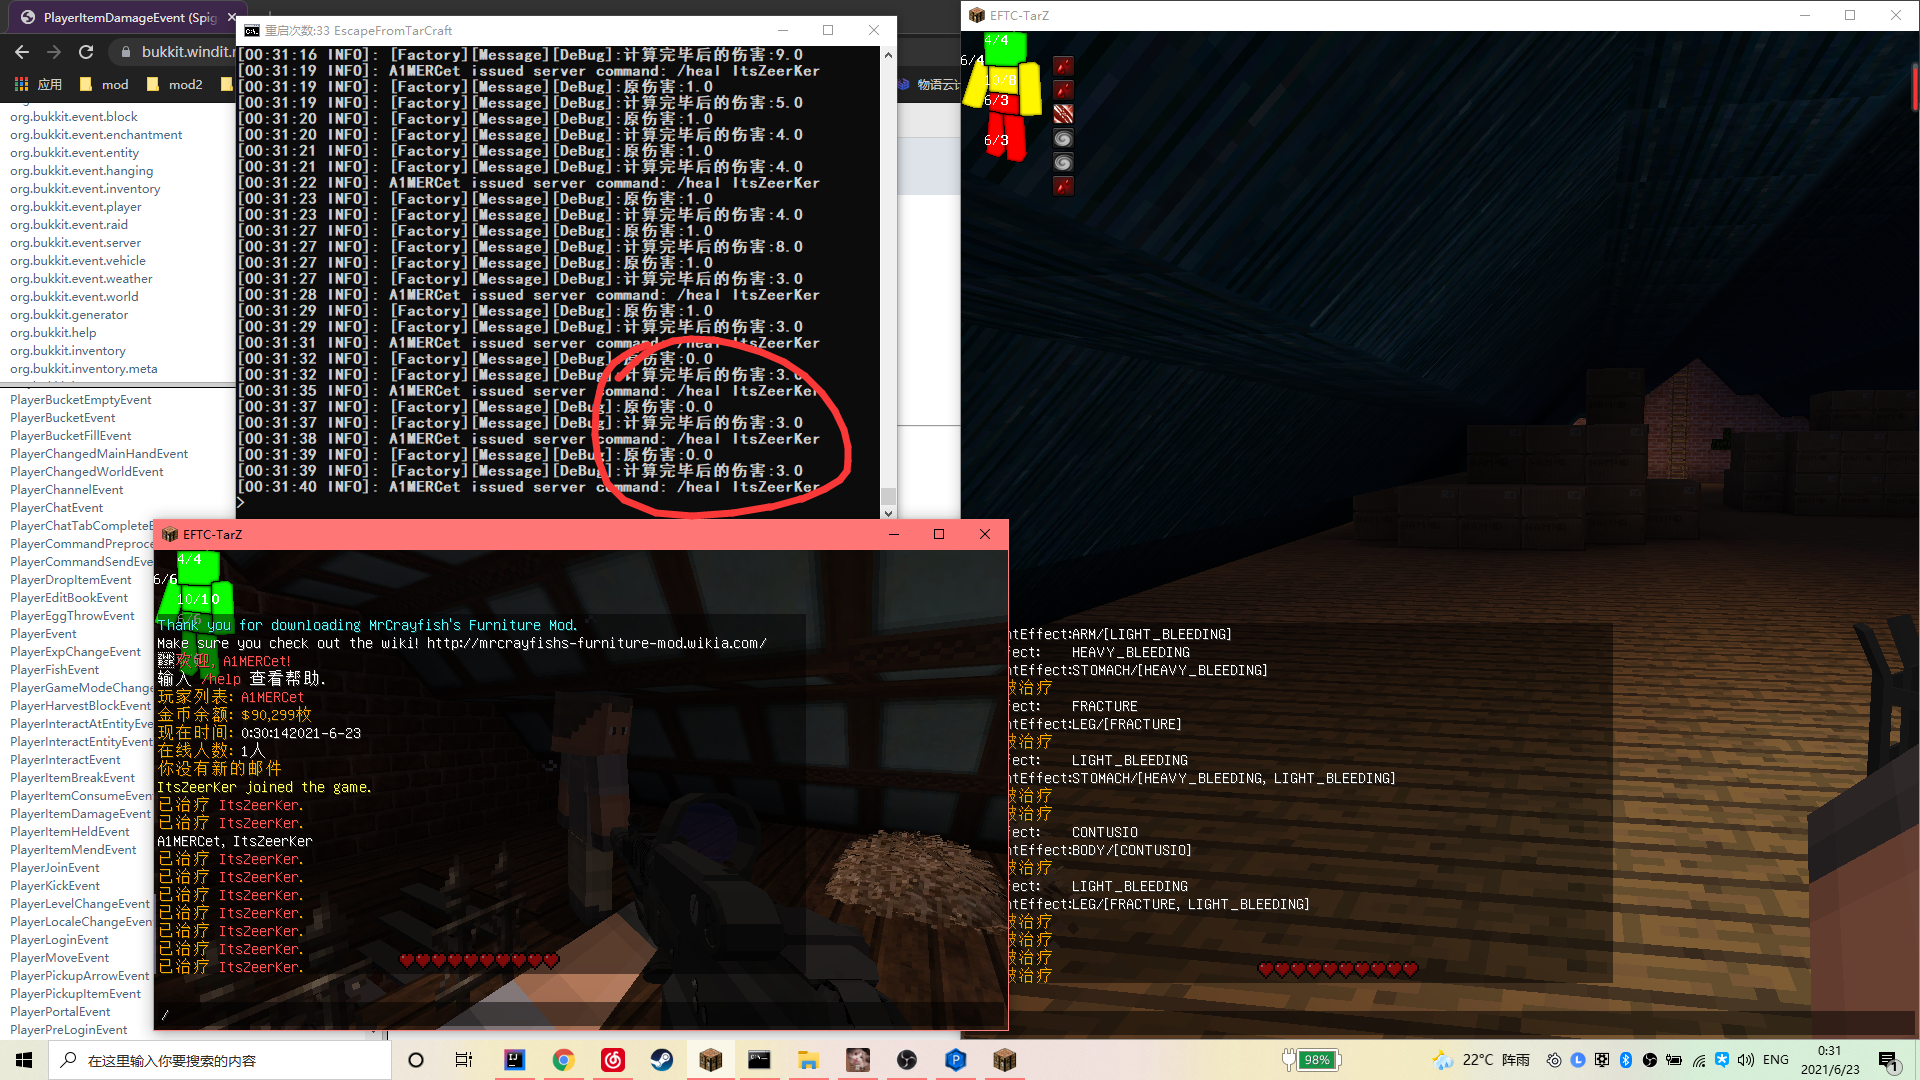 PlayerItemDamageEvent (Spig
bukkit.windit.r
应用
mod
mod2
物语云计
org.bukkit.event.block
org.bukkit.event.enchantment
org.bukkit.event.entity
org.bukkit.event.hanging
org.bukkit.event.inventory
org.bukkit.event.player
org.bukkit.event.raid
org.bukkit.event.server
org.bukkit.event.vehicle
org.bukkit.event.weather
org.bukkit.event.world
org.bukkit.generator
org.bukkit.help
org.bukkit.inventory
org.bukkit.inventory.meta
PlayerBucketEmptyEvent
PlayerBucketEvent
PlayerBucketFillEvent
PlayerChangedMainHandEvent
PlayerChangedWorldEvent
PlayerChannelEvent
PlayerChatEvent
PlayerChatTabCompleteE
PlayerCommandPreproce
PlayerCommandSendEve
PlayerDropItemEvent
PlayerEditBookEvent
PlayerEggThrowEvent
PlayerEvent
PlayerExpChangeEvent
PlayerFishEvent
PlayerGameModeChange
PlayerHarvestBlockEvent
PlayerInteractAtEntityEve
PlayerInteractEntityEvent
PlayerInteractEvent
PlayerItemBreakEvent
PlayerItemConsumeEvent
PlayerItemDamageEvent
PlayerItemHeldEvent
PlayerItemMendEvent
PlayerJoinEvent
PlayerKickEvent
PlayerLevelChangeEvent
PlayerLocaleChangeEven
PlayerLoginEvent
PlayerMoveEvent
PlayerPickupArrowEvent
PlayerPickupItemEvent
PlayerPortalEvent
PlayerPreLoginEvent
重启次数:33 EscapeFromTarCraft
[00:31:16 INFO]: [Factory][Message][DeBug]:计算完毕后的伤害:9.0
[00:31:19 INFO]: A1MERCet issued server command: /heal ItsZeerKer
[00:31:19 INFO]: [Factory][Message][DeBug]:原伤害:1.0
[00:31:19 INFO]: [Factory][Message][DeBug]:计算完毕后的伤害:5.0
[00:31:20 INFO]: [Factory][Message][DeBug]:原伤害:1.0
[00:31:20 INFO]: [Factory][Message][DeBug]:计算完毕后的伤害:4.0
[00:31:21 INFO]: [Factory][Message][DeBug]:原伤害:1.0
[00:31:21 INFO]: [Factory][Message][DeBug]:计算完毕后的伤害:4.0
[00:31:22 INFO]: A1MERCet issued server command: /heal ItsZeerKer
[00:31:23 INFO]: [Factory][Message][DeBug]:原伤害:1.0
[00:31:23 INFO]: [Factory][Message][DeBug]:计算完毕后的伤害:4.0
[00:31:27 INFO]: [Factory][Message][DeBug]:原伤害:1.0
[00:31:27 INFO]: [Factory][Message][DeBug]:计算完毕后的伤害:8.0
[00:31:27 INFO]: [Factory][Message][DeBug]:原伤害:1.0
[00:31:27 INFO]: [Factory][Message][DeBug]:计算完毕后的伤害:3.0
[00:31:28 INFO]: A1MERCet issued server command: /heal ItsZeerKer
[00:31:29 INFO]: [Factory][Message][DeBug]:原伤害:1.0
[00:31:29 INFO]: [Factory][Message][DeBug]:计算完毕后的伤害:3.0
[00:31:31 INFO]: A1MERCet issued server command: /heal ItsZeerKer
[00:31:32 INFO]: [Factory][Message][DeBug]:原伤害:0.0
[00:31:32 INFO]: [Factory][Message][DeBug]:计算完毕后的伤害:3.0
[00:31:35 INFO]: A1MERCet issued server command: /heal ItsZeerKer
[00:31:37 INFO]: [Factory][Message][DeBug]:原伤害:0.0
[00:31:37 INFO]: [Factory][Message][DeBug]:计算完毕后的伤害:3.0
[00:31:38 INFO]: A1MERCet issued server command: /heal ItsZeerKer
[00:31:39 INFO]: [Factory][Message][DeBug]:原伤害:0.0
[00:31:39 INFO]: [Factory][Message][DeBug]:计算完毕后的伤害:3.0
[00:31:40 INFO]: A1MERCet issued server command: /heal ItsZeerKer
>
EFTC-TarZ
4/4
6/6
10/10
Thank you for downloading MrCrayfish's Furniture Mod.
Make sure you check out the wiki! http://mrcrayfishs-furniture-mod.wikia.com/
欢迎, A1MERCet!
输入 /help 查看帮助.
玩家列表: A1MERCet
金币余额: $90,299枚
现在时间: 0:30:142021-6-23
在线人数: 1人
你没有新的邮件
ItsZeerKer joined the game.
已治疗 ItsZeerKer.
已治疗 ItsZeerKer.
A1MERCet, ItsZeerKer
已治疗 ItsZeerKer.
已治疗 ItsZeerKer.
已治疗 ItsZeerKer.
已治疗 ItsZeerKer.
已治疗 ItsZeerKer.
已治疗 ItsZeerKer.
已治疗 ItsZeerKer.
/
EFTC-TarZ
4/4
6/4
10/8
6/3
6/3
ntEffect:ARM/[LIGHT_BLEEDING]
fect: HEAVY_BLEEDING
ntEffect:STOMACH/[HEAVY_BLEEDING]
被治疗
fect: FRACTURE
ntEffect:LEG/[FRACTURE]
被治疗
fect: LIGHT_BLEEDING
ntEffect:STOMACH/[HEAVY_BLEEDING, LIGHT_BLEEDING]
被治疗
被治疗
fect: CONTUSIO
ntEffect:BODY/[CONTUSIO]
被治疗
fect: LIGHT_BLEEDING
ntEffect:LEG/[FRACTURE, LIGHT_BLEEDING]
被治疗
被治疗
被治疗
被治疗
在这里输入你要搜索的内容
98%
22°C 阵雨
ENG
0:31
2021/6/23
1